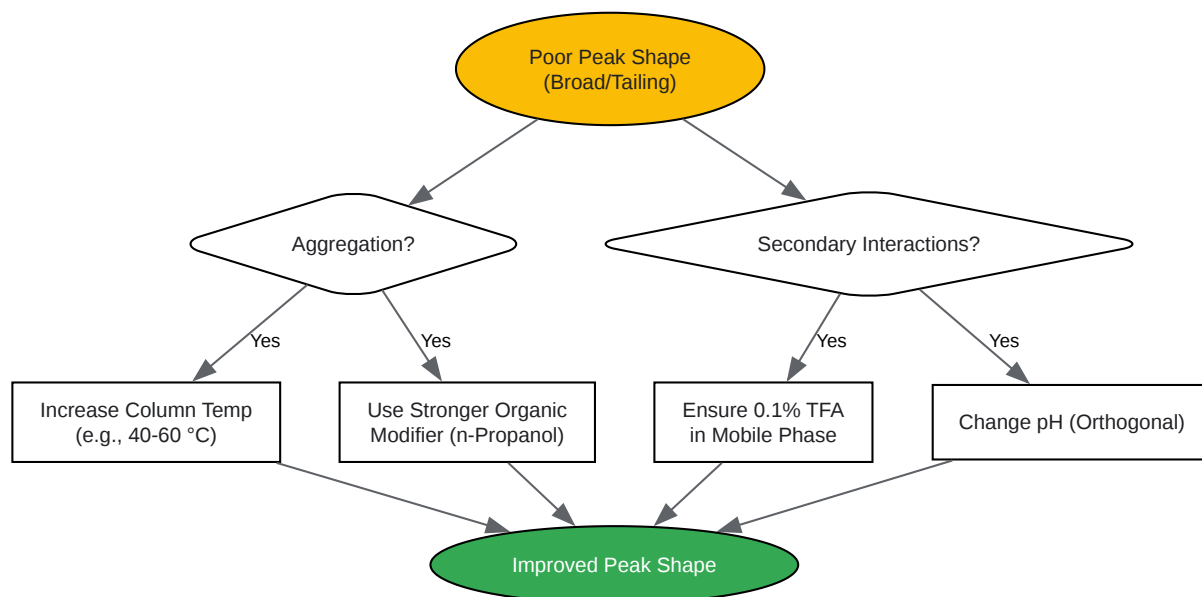 Poor Peak Shape
(Broad/Tailing)
Aggregation?
Secondary Interactions?
Yes
Yes
Yes
Yes
Increase Column Temp
(e.g., 40-60 °C)
Use Stronger Organic
Modifier (n-Propanol)
Ensure 0.1% TFA
in Mobile Phase
Change pH (Orthogonal)
Improved Peak Shape